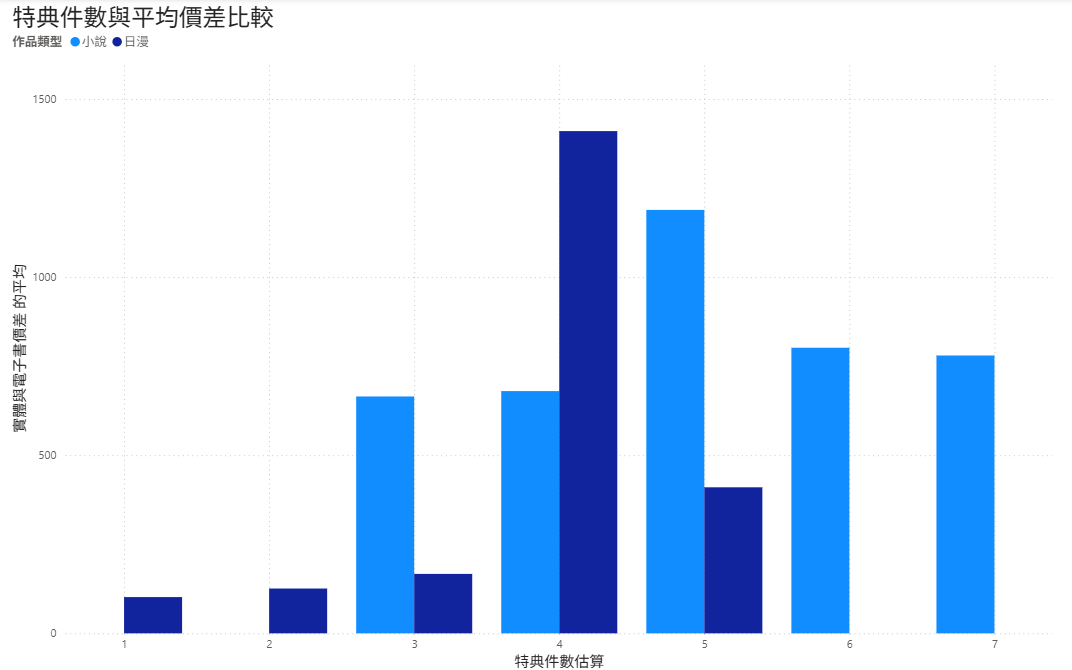 特典件數與平均價差比較
作品類型 小說 日漫
1500
1000
500
0
實體與電子書價差 的平均
1 2 3 4 5 6 7
特典件數估算